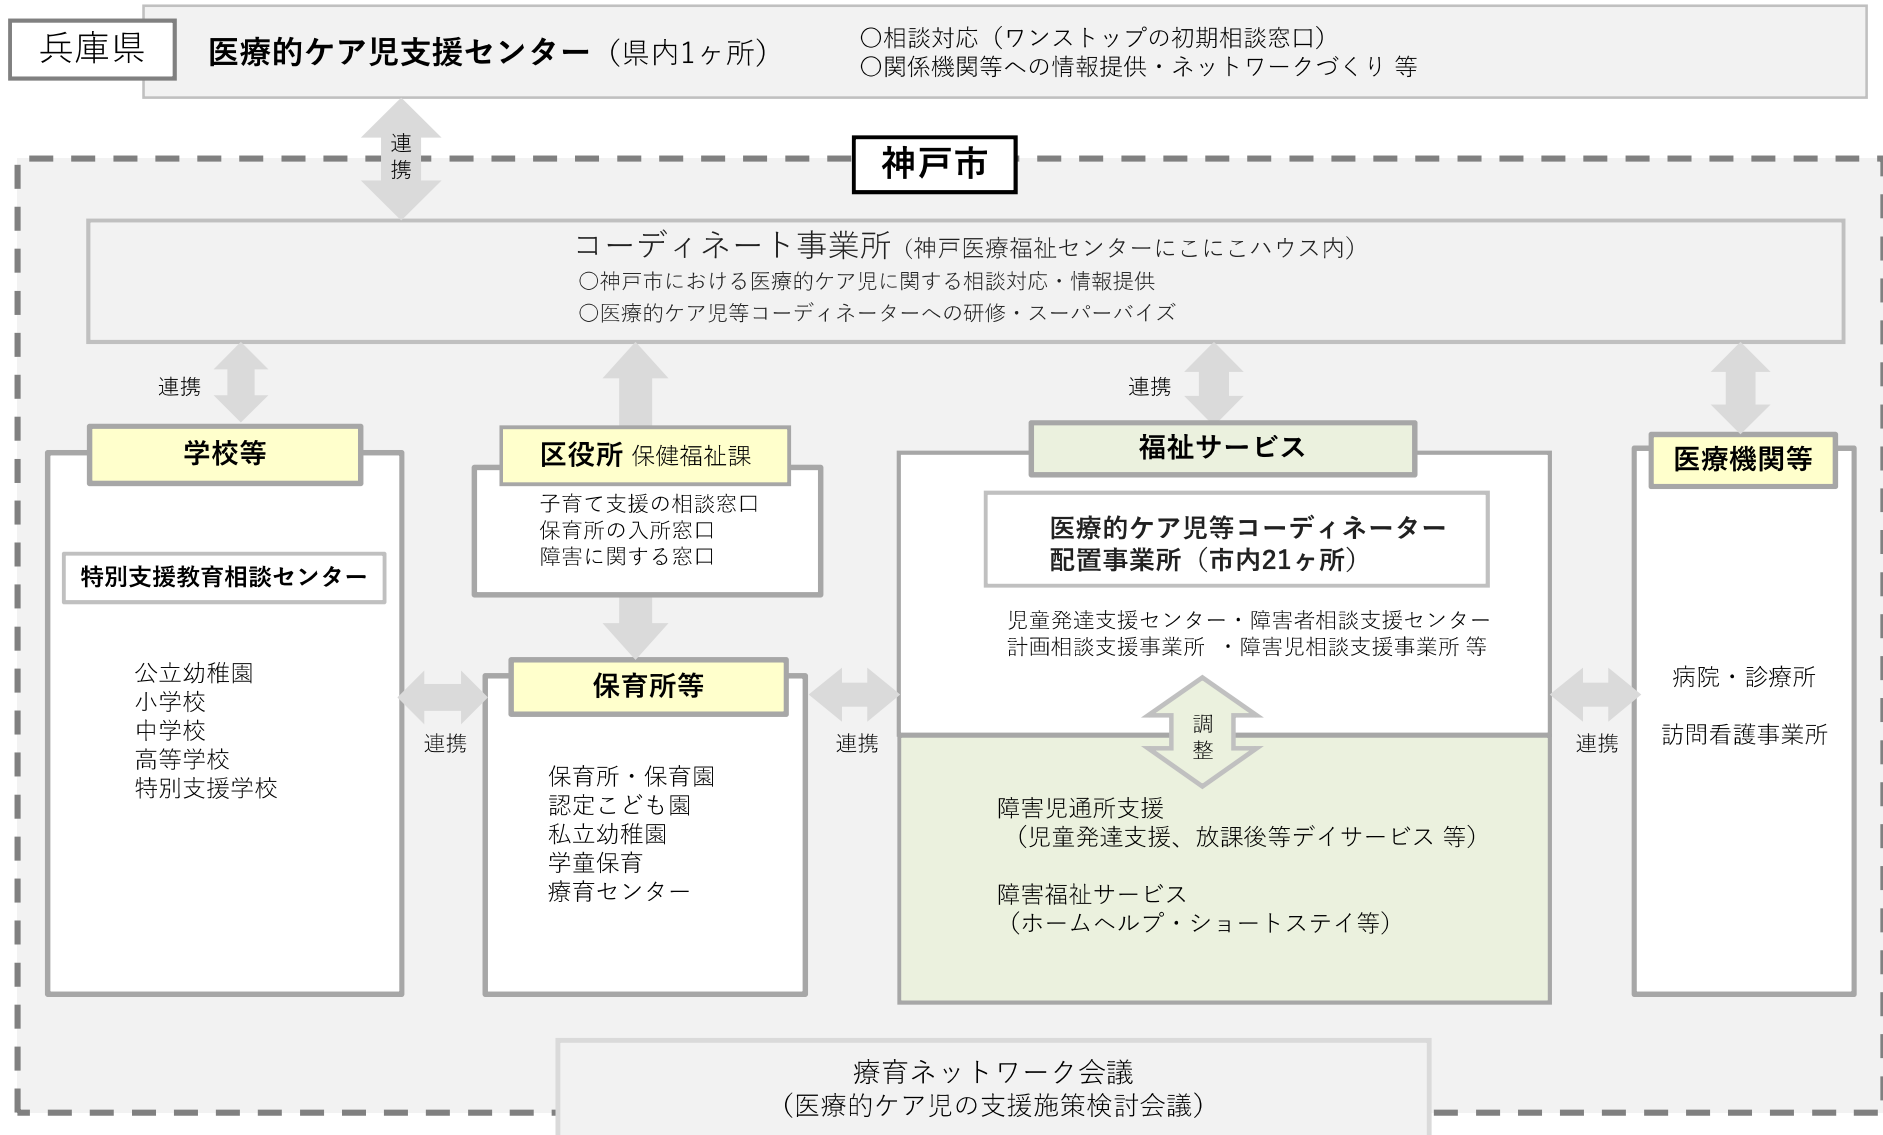 兵庫県
医療的ケア児支援センター（県内1ヶ所）
○相談対応（ワンストップの初期相談窓口）
○関係機関等への情報提供・ネットワークづくり 等
連携
神戸市
コーディネート事業所（神戸医療福祉センターにこにこハウス内）
○神戸市における医療的ケア児に関する相談対応・情報提供
○医療的ケア児等コーディネーターへの研修・スーパーバイズ
連携
連携
学校等
特別支援教育相談センター
公立幼稚園
小学校
中学校
高等学校
特別支援学校
連携
区役所 保健福祉課
子育て支援の相談窓口
保育所の入所窓口
障害に関する窓口
保育所等
保育所・保育園
認定こども園
私立幼稚園
学童保育
療育センター
連携
福祉サービス
医療的ケア児等コーディネーター
配置事業所（市内21ヶ所）
児童発達支援センター・障害者相談支援センター
計画相談支援事業所 ・障害児相談支援事業所 等
調整
障害児通所支援
（児童発達支援、放課後等デイサービス 等）
障害福祉サービス
（ホームヘルプ・ショートステイ等）
連携
医療機関等
病院・診療所
訪問看護事業所
療育ネットワーク会議
（医療的ケア児の支援施策検討会議）